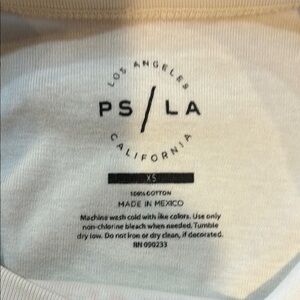 LOS ANGELES
PS/LA
CALIFORNIA
XS
100% COTTON
MADE IN MEXICO
Machine wash cold with like colors. Use only
non-chlorine bleach when needed. Tumble
dry low. Do not iron or dry clean, if decorated.
RN 090233